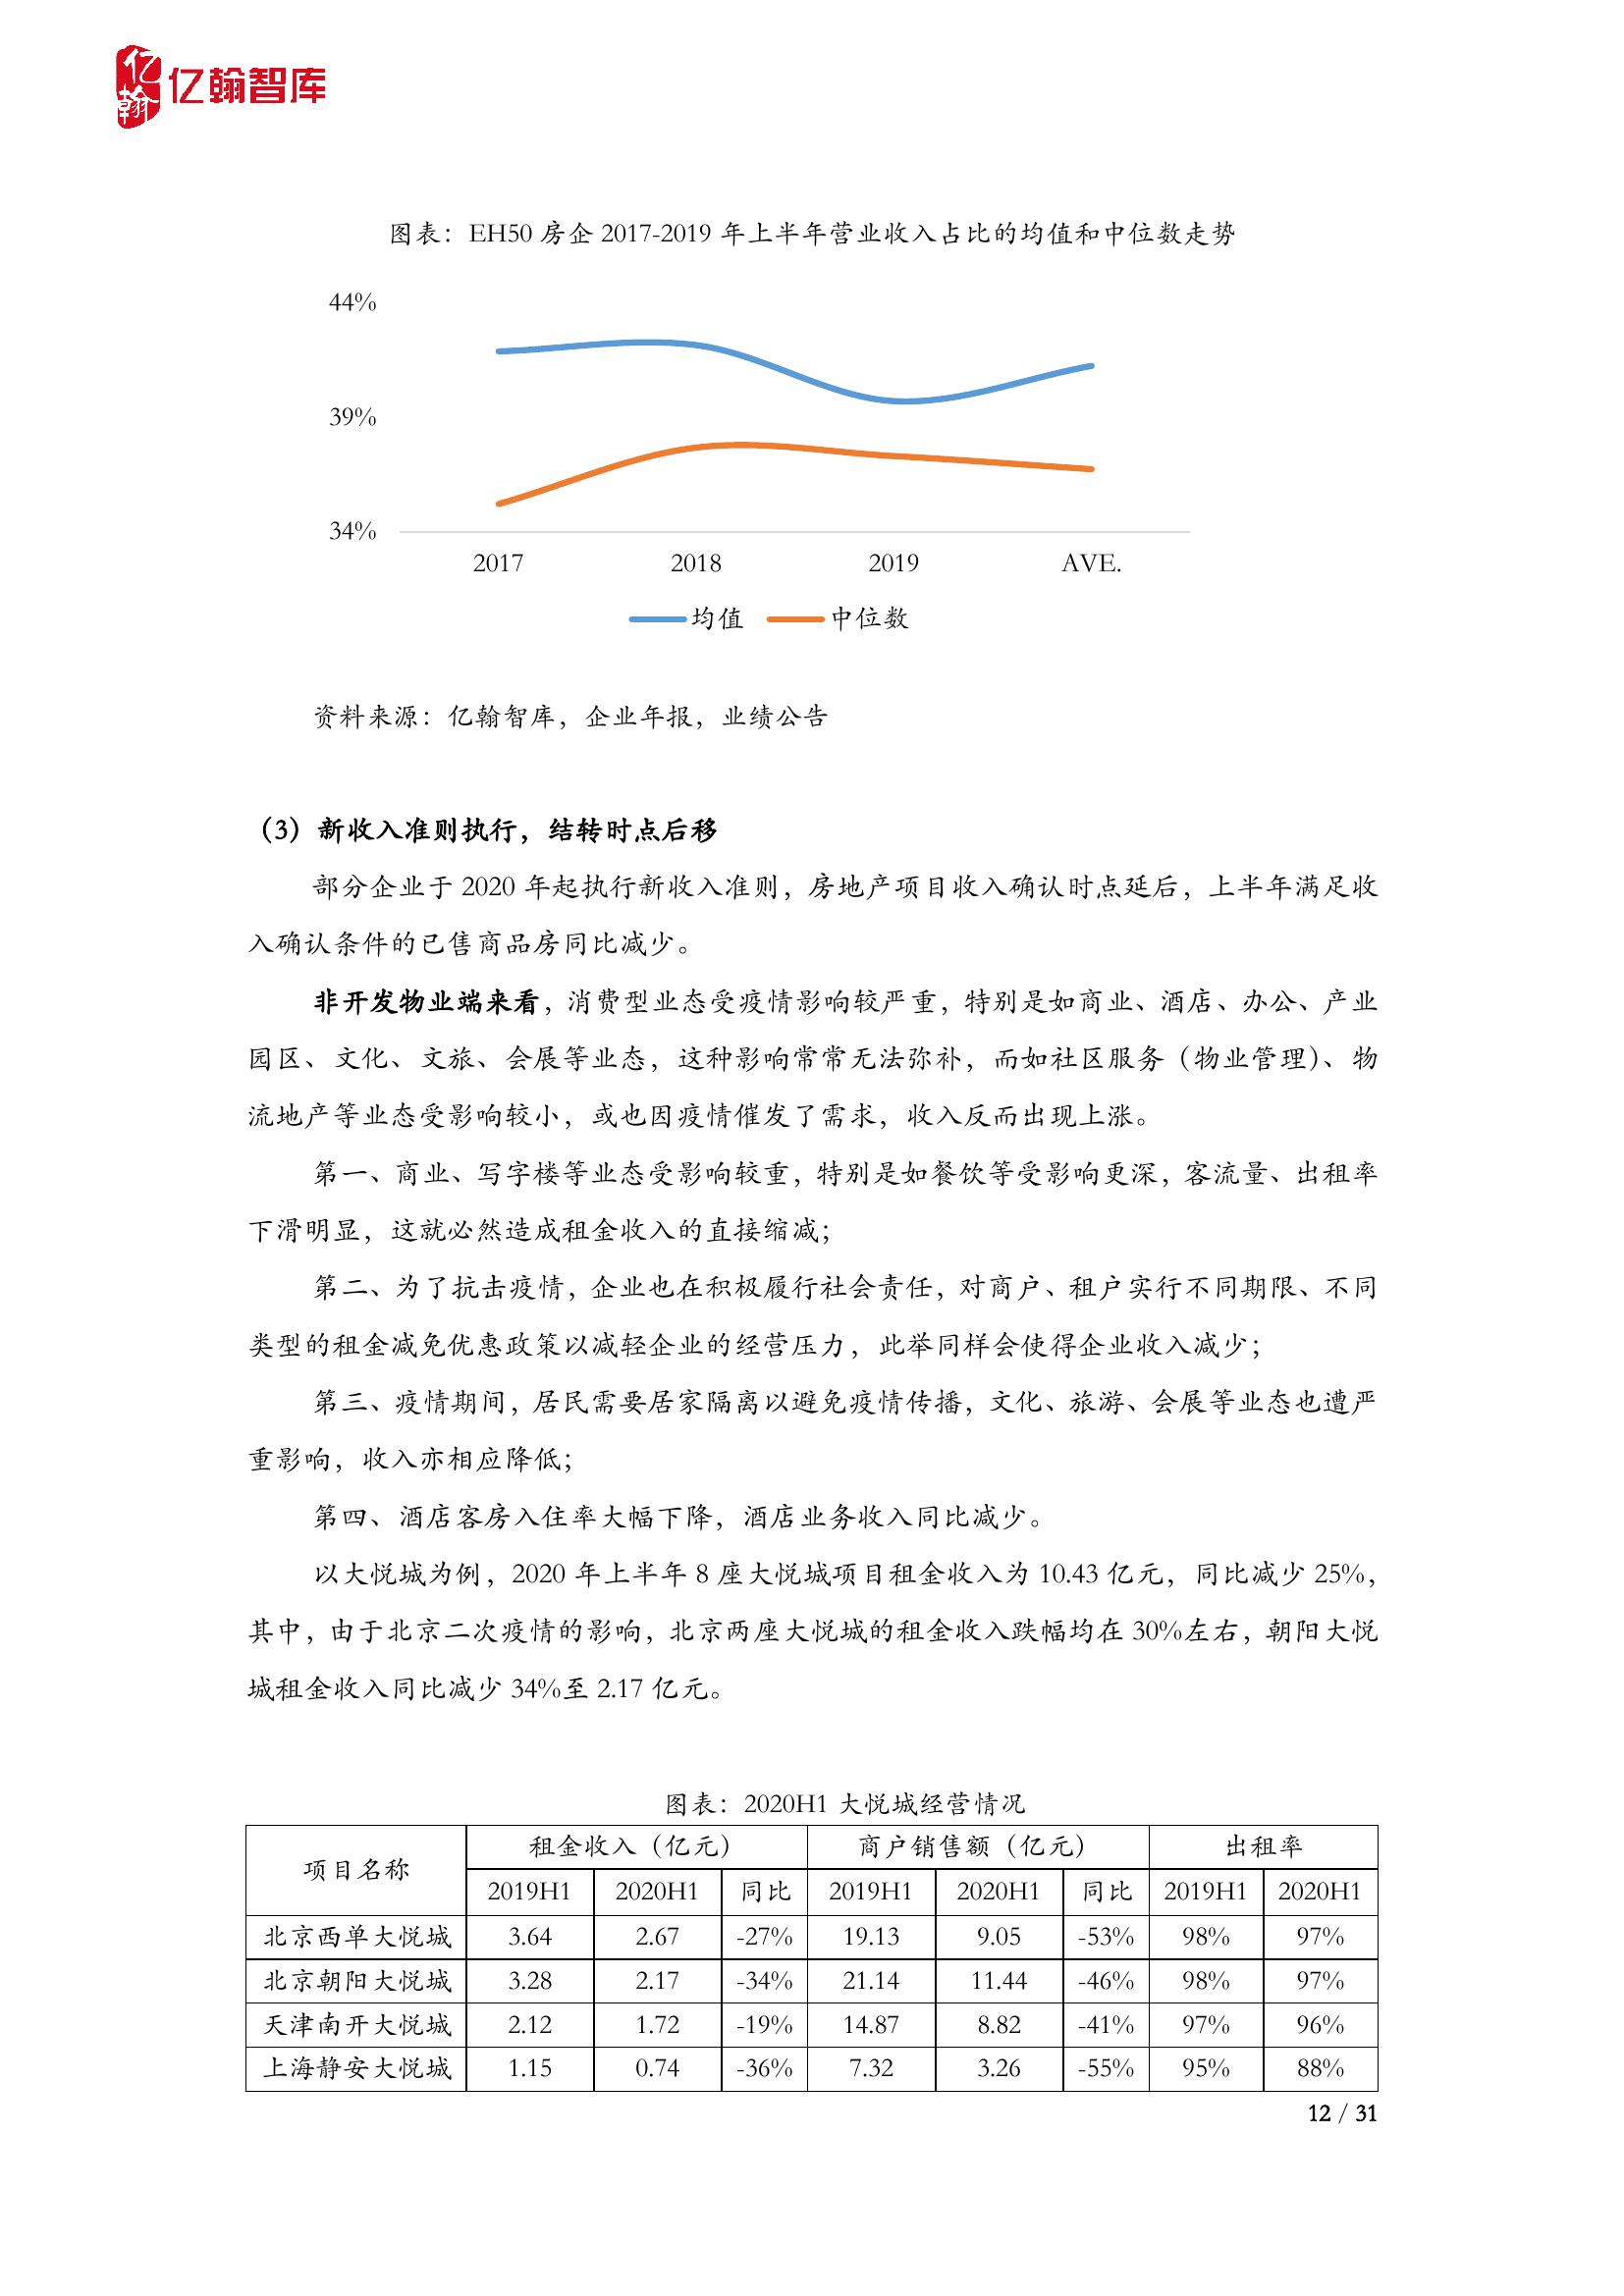 亿翰
亿翰智库
图表：EH50 房企 2017-2019 年上半年营业收入占比的均值和中位数走势
44%
39%
34%
2017 2018 2019 AVE.
均值 中位数
资料来源：亿翰智库，企业年报，业绩公告
（3）新收入准则执行，结转时点后移
部分企业于 2020 年起执行新收入准则，房地产项目收入确认时点延后，上半年满足收
入确认条件的已售商品房同比减少。
非开发物业端来看，消费型业态受疫情影响较严重，特别是如商业、酒店、办公、产业
园区、文化、文旅、会展等业态，这种影响常常无法弥补，而如社区服务（物业管理）、物
流地产等业态受影响较小，或也因疫情催发了需求，收入反而出现上涨。
第一、商业、写字楼等业态受影响较重，特别是如餐饮等受影响更深，客流量、出租率
下滑明显，这就必然造成租金收入的直接缩减；
第二、为了抗击疫情，企业也在积极履行社会责任，对商户、租户实行不同期限、不同
类型的租金减免优惠政策以减轻企业的经营压力，此举同样会使得企业收入减少；
第三、疫情期间，居民需要居家隔离以避免疫情传播，文化、旅游、会展等业态也遭严
重影响，收入亦相应降低；
第四、酒店客房入住率大幅下降，酒店业务收入同比减少。
以大悦城为例，2020 年上半年 8 座大悦城项目租金收入为 10.43 亿元，同比减少 25%，
其中，由于北京二次疫情的影响，北京两座大悦城的租金收入跌幅均在 30%左右，朝阳大悦
城租金收入同比减少 34%至 2.17 亿元。
图表：2020H1 大悦城经营情况
项目名称 租金收入（亿元） 商户销售额（亿元） 出租率
2019H1 2020H1 同比 2019H1 2020H1 同比 2019H1 2020H1
北京西单大悦城 3.64 2.67 -27% 19.13 9.05 -53% 98% 97%
北京朝阳大悦城 3.28 2.17 -34% 21.14 11.44 -46% 98% 97%
天津南开大悦城 2.12 1.72 -19% 14.87 8.82 -41% 97% 96%
上海静安大悦城 1.15 0.74 -36% 7.32 3.26 -55% 95% 88%
12 / 31